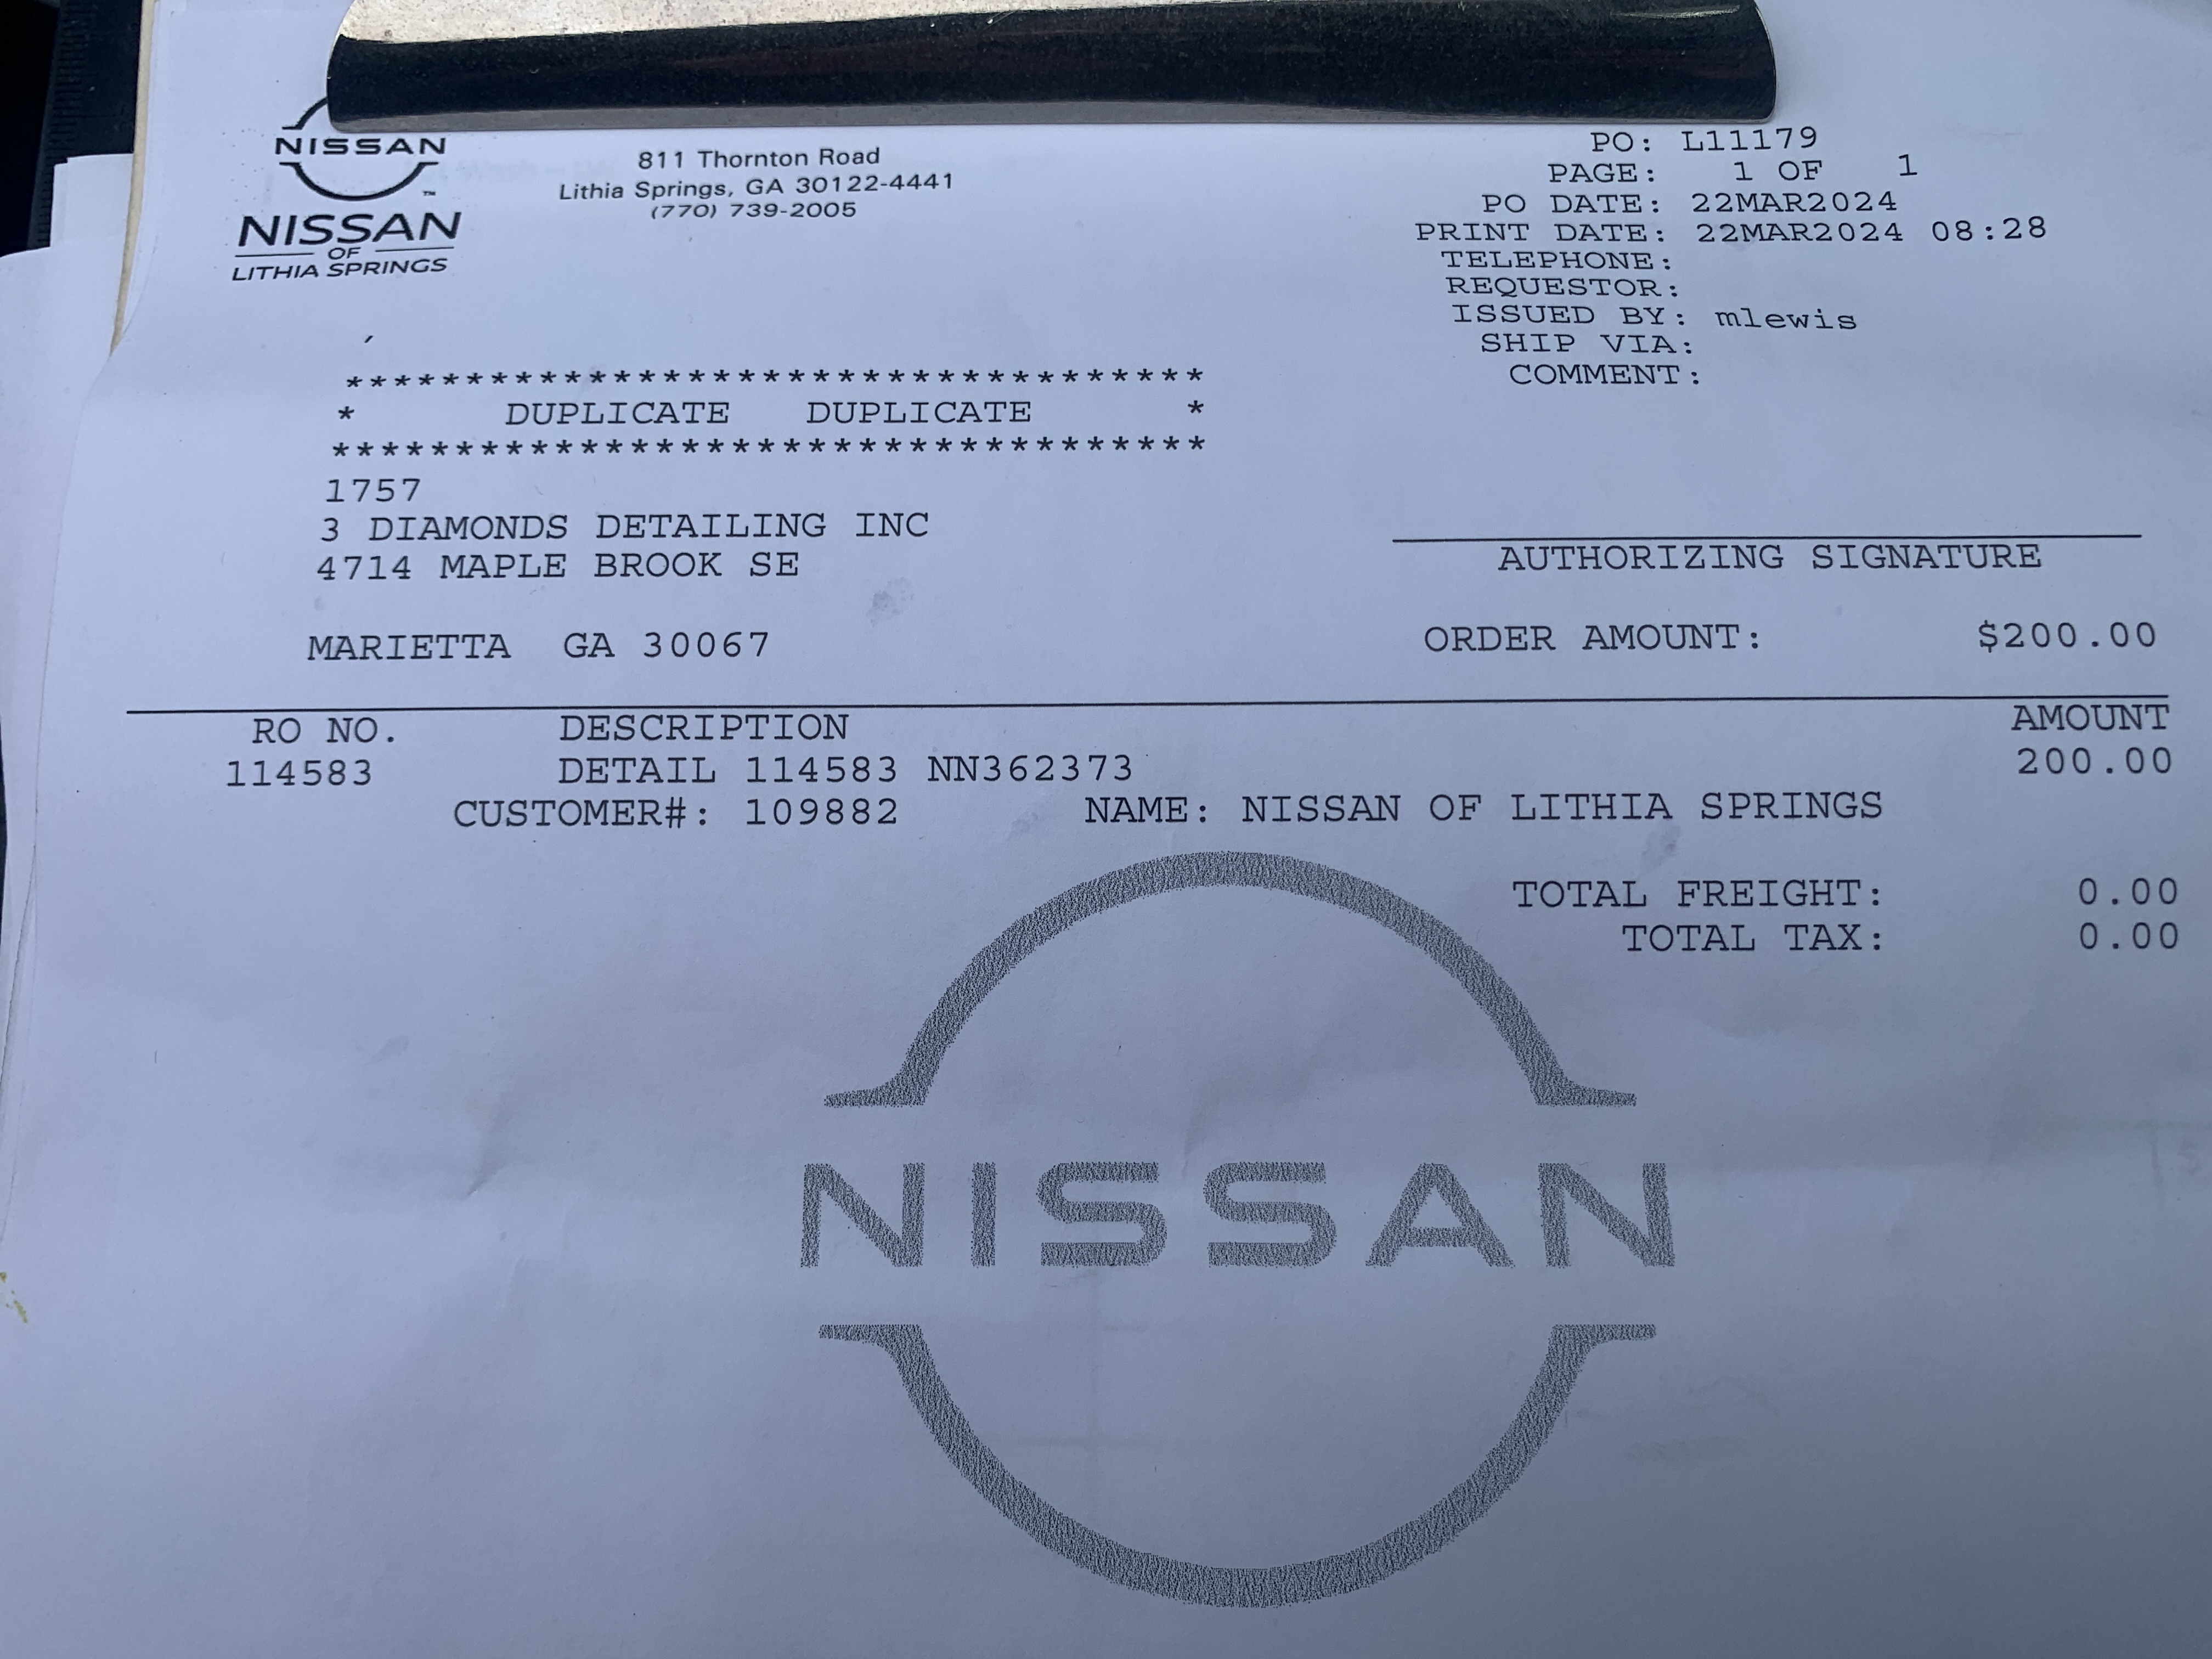 NISSAN
NISSAN
OF
LITHIA SPRINGS
811 Thornton Road
Lithia Springs, GA 30122-4441
(770) 739-2005
PO: L11179
PAGE: 1 OF 1
PO DATE: 22MAR2024
PRINT DATE: 22MAR2024 08:28
TELEPHONE:
REQUESTOR:
ISSUED BY: mlewis
SHIP VIA:
COMMENT:
***********************************
* DUPLICATE DUPLICATE *
************************************
1757
3 DIAMONDS DETAILING INC
4714 MAPLE BROOK SE
MARIETTA GA 30067
AUTHORIZING SIGNATURE
ORDER AMOUNT: $200.00
RO NO. DESCRIPTION AMOUNT
114583 DETAIL 114583 NN362373 200.00
CUSTOMER#: 109882 NAME: NISSAN OF LITHIA SPRINGS
TOTAL FREIGHT: 0.00
TOTAL TAX: 0.00
NISSAN